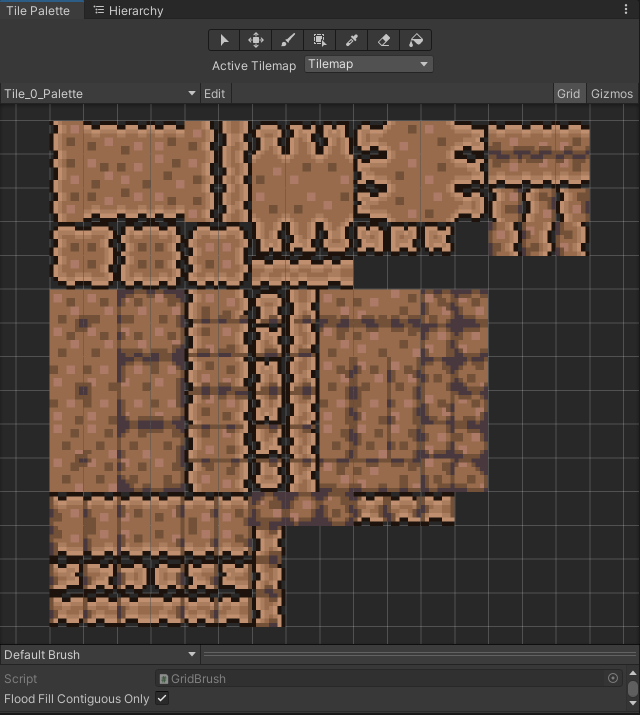 Tile Palette
Hierarchy
Active Tilemap
Tilemap
Tile_0_Palette
Edit
Grid
Gizmos
Default Brush
Script
GridBrush
Flood Fill Contiguous Only